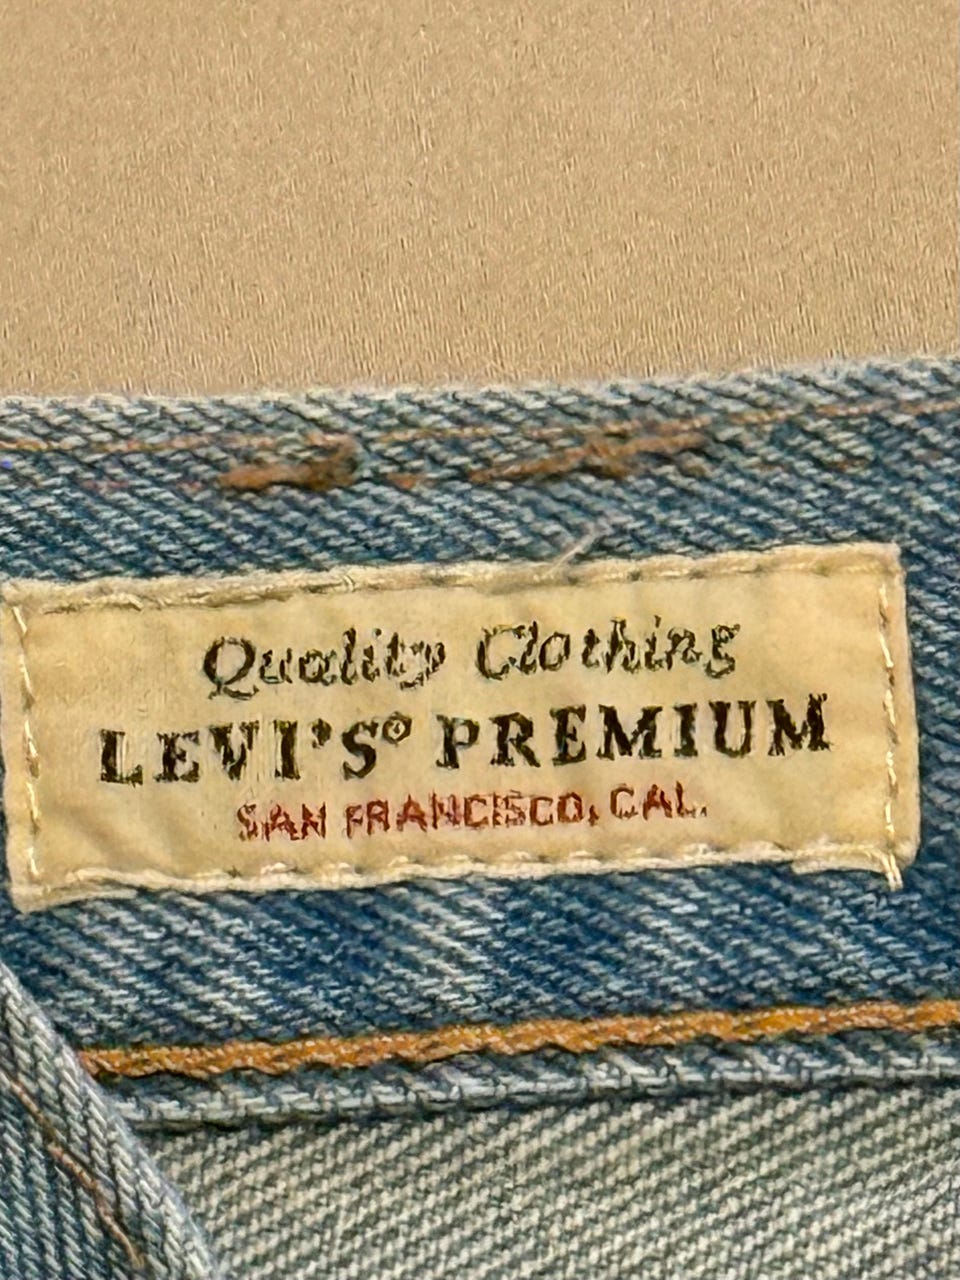 Quality Clothing
LEVI'S® PREMIUM
SAN FRANCISCO, CAL.